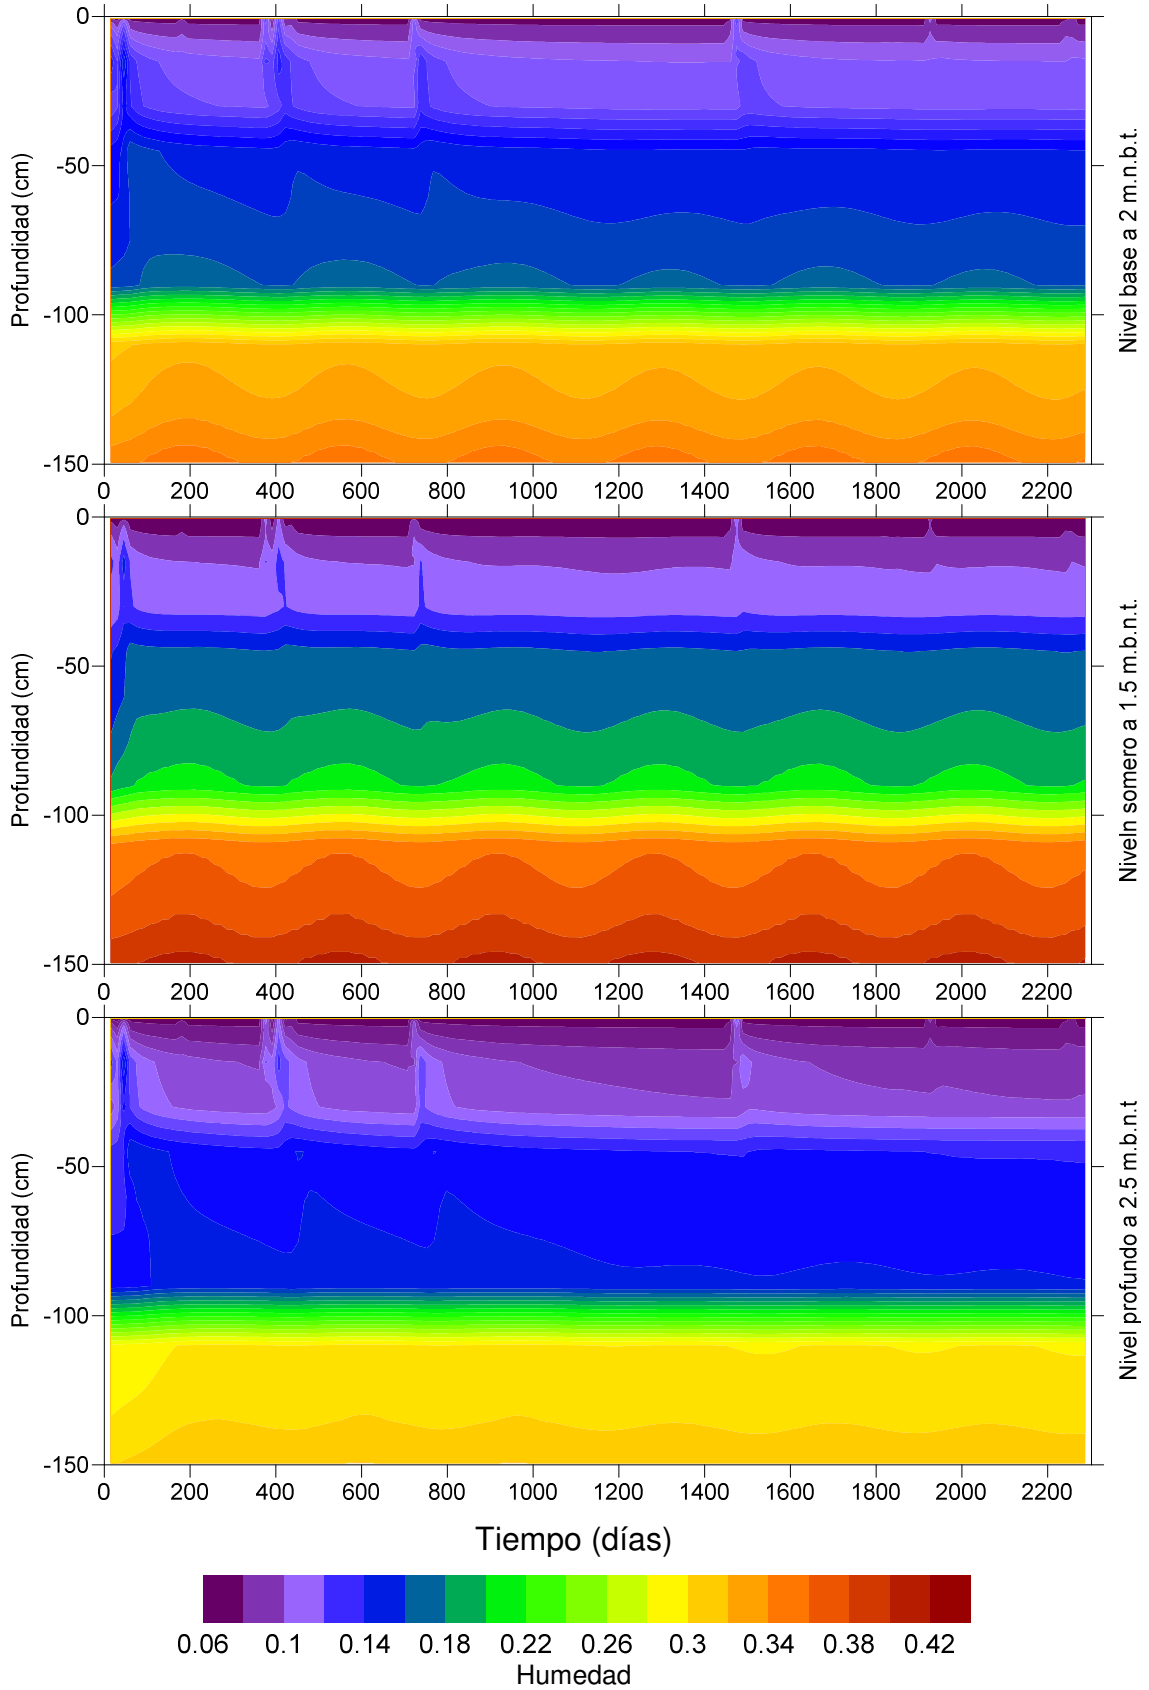 0
-50
-100
-150
Profundidad (cm)
Nivel base a 2 m.n.b.t.
0 200 400 600 800 1000 1200 1400 1600 1800 2000 2200
0
-50
-100
-150
Profundidad (cm)
Niveln somero a 1.5 m.b.n.t.
0 200 400 600 800 1000 1200 1400 1600 1800 2000 2200
0
-50
-100
-150
Profundidad (cm)
Nivel profundo a 2.5 m.b.n.t
0 200 400 600 800 1000 1200 1400 1600 1800 2000 2200
Tiempo (días)
0.06 0.1 0.14 0.18 0.22 0.26 0.3 0.34 0.38 0.42
Humedad